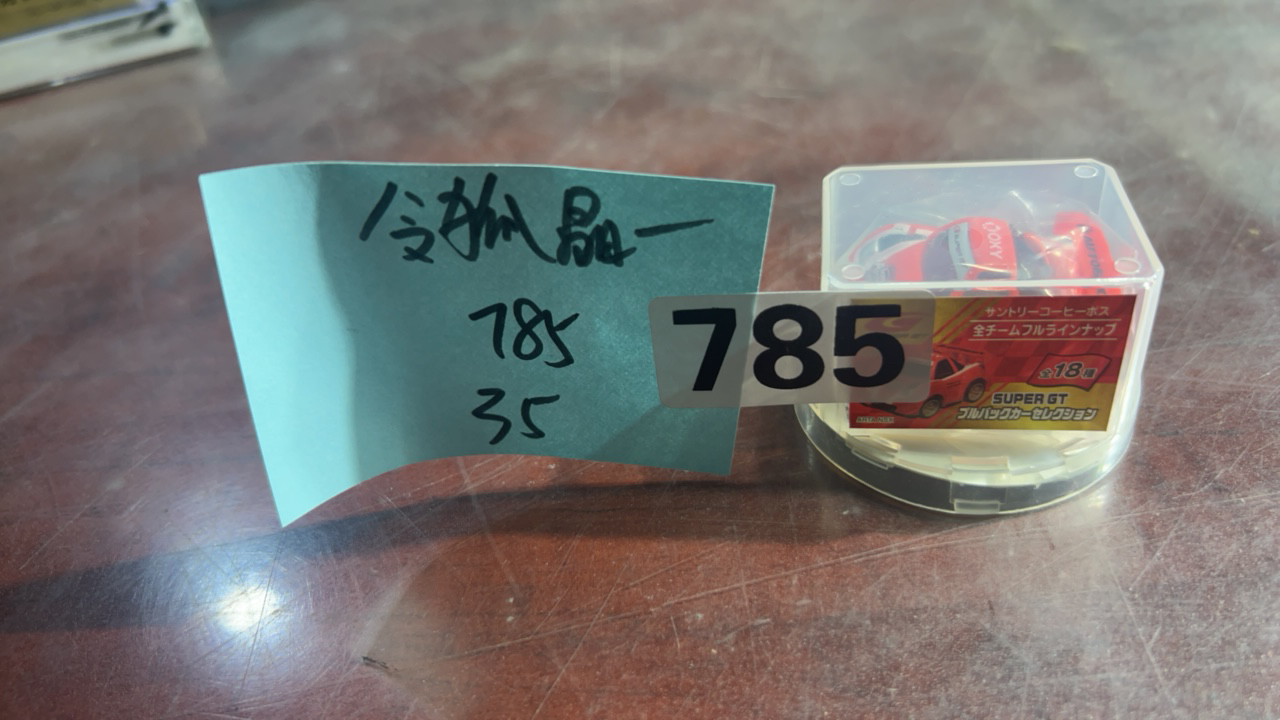 令狐晶一
785
35
785
サントリーコーヒーボス
全チームフルラインナップ
全18種
SUPER GT
プルバックカーセレクション